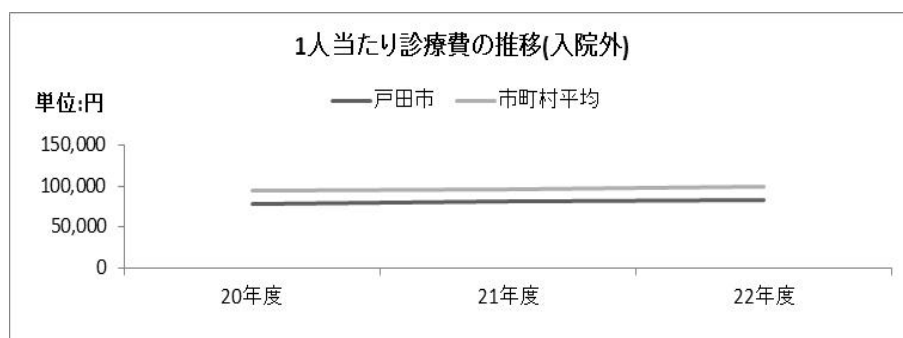 1人当たり診療費の推移(入院外)
単位:円
戸田市 市町村平均
150,000
100,000
50,000
0
20年度 21年度 22年度